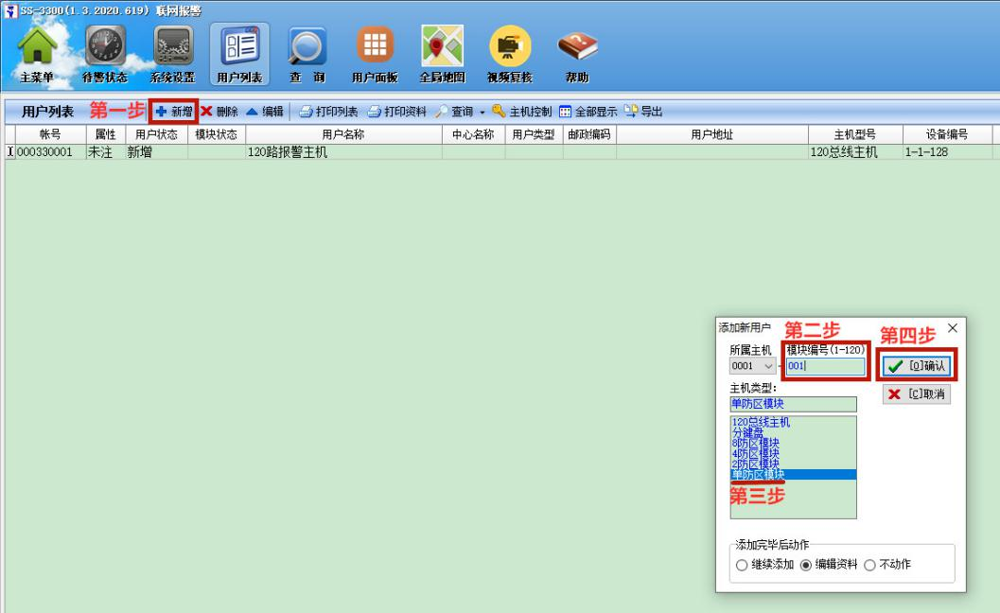 SS-3300(1.3.2020.619) 联网报警
主菜单 待警状态 系统设置 用户列表 查 询 用户面板 全局地图 视频复核 帮助
用户列表 第一步 新增 删除 编辑 打印列表 打印资料 查询 主机控制 全部显示 导出
帐号 属性 用户状态 模块状态 用户名称 中心名称 用户类型 邮政编码 用户地址 主机型号 设备编号
000330001 未注 新增 120路报警主机 120总线主机 1-1-128
添加新用户 第二步 第四步
所属主机 模块编号(1-120)
0001 - 001 [O]确认
主机类型: [C]取消
单防区模块
120总线主机
分键盘
8防区模块
4防区模块
2防区模块
单防区模块
第三步
添加完毕后动作
继续添加 编辑资料 不动作